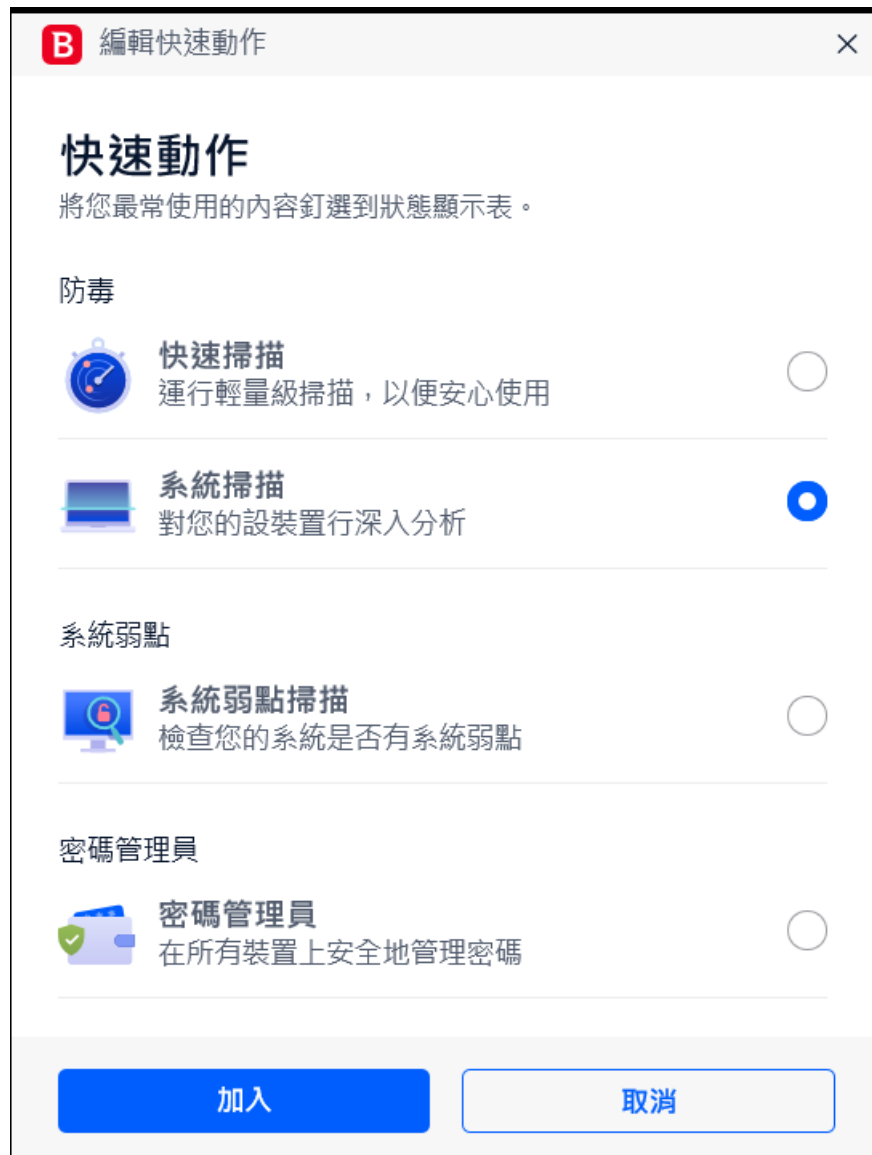 B 編輯快速動作
快速動作
將您最常使用的內容釘選到狀態顯示表。
防毒
快速掃描
運行輕量級掃描，以便安心使用
系統掃描
對您的設裝置行深入分析
系統弱點
系統弱點掃描
檢查您的系統是否有系統弱點
密碼管理員
密碼管理員
在所有裝置上安全地管理密碼
加入
取消